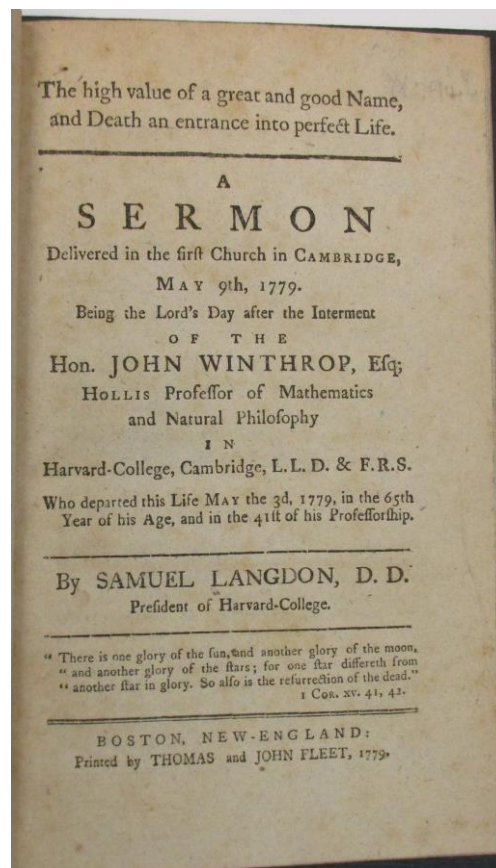 The high value of a great and good Name,
and Death an entrance into perfect Life.
A
SERMON
Delivered in the firſt Church in CAMBRIDGE,
MAY 9th, 1779.
Being the Lord's Day after the Interment
OF THE
Hon. JOHN WINTHROP, Eſq;
HOLLIS Profeſſor of Mathematics
and Natural Philoſophy
IN
Harvard-College, Cambridge, L.L.D. & F.R.S.
Who departed this Life MAY the 3d, 1779, in the 65th
Year of his Age, and in the 41ſt of his Profeſſorſhip.
By SAMUEL LANGDON, D.D.
Preſident of Harvard-College.
" There is one glory of the ſun, and another glory of the moon,
" and another glory of the ſtars; for one ſtar differeth from
" another ſtar in glory. So alſo is the reſurrection of the dead."
1 COR. xv. 41, 42.
BOSTON, NEW-ENGLAND:
Printed by THOMAS and JOHN FLEET, 1779.